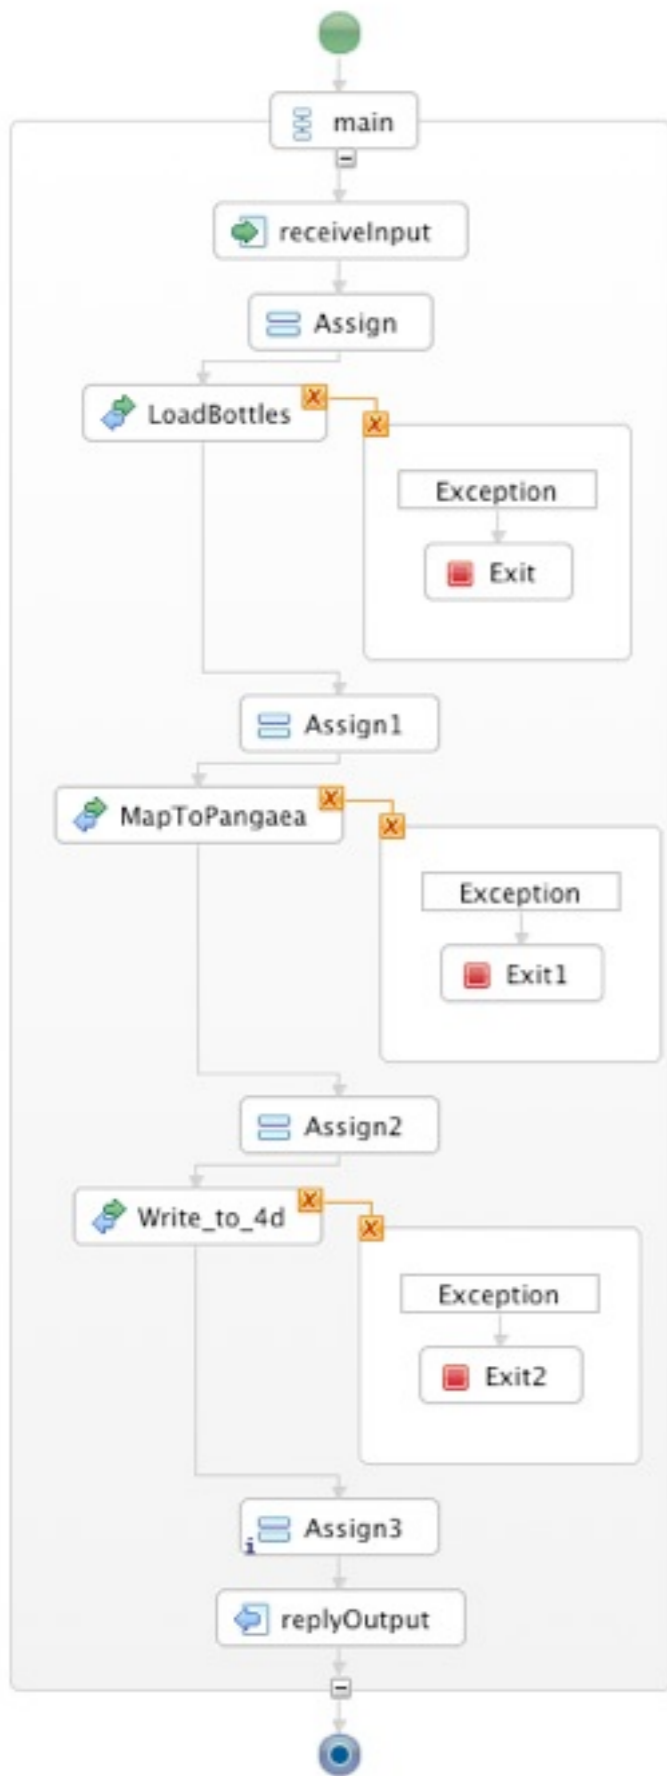 main
receiveInput
Assign
LoadBottles
Exception
Exit
Assign1
MapToPangaea
Exception
Exit1
Assign2
Write_to_4d
Exception
Exit2
i
Assign3
replyOutput